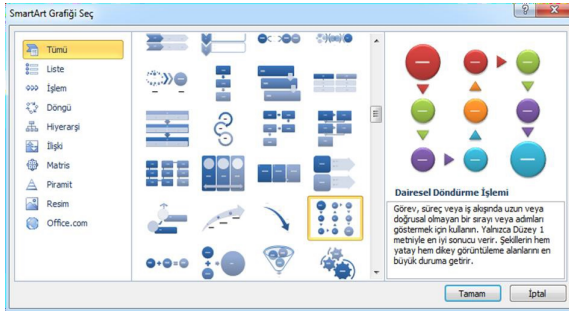 SmartArt Grafiği Seç
Tümü
Liste
İşlem
Döngü
Hiyerarşi
İlişki
Matris
Piramit
Resim
Office.com
Dairesel Döndürme İşlemi
Görev, süreç veya iş akışında uzun veya
doğrusal olmayan bir sırayı veya adımları
göstermek için kullanın. Yalnızca Düzey 1
metniyle en iyi sonucu verir. Şekillerin hem
yatay hem dikey görüntüleme alanlarını en
büyük duruma getirir.
Tamam
İptal